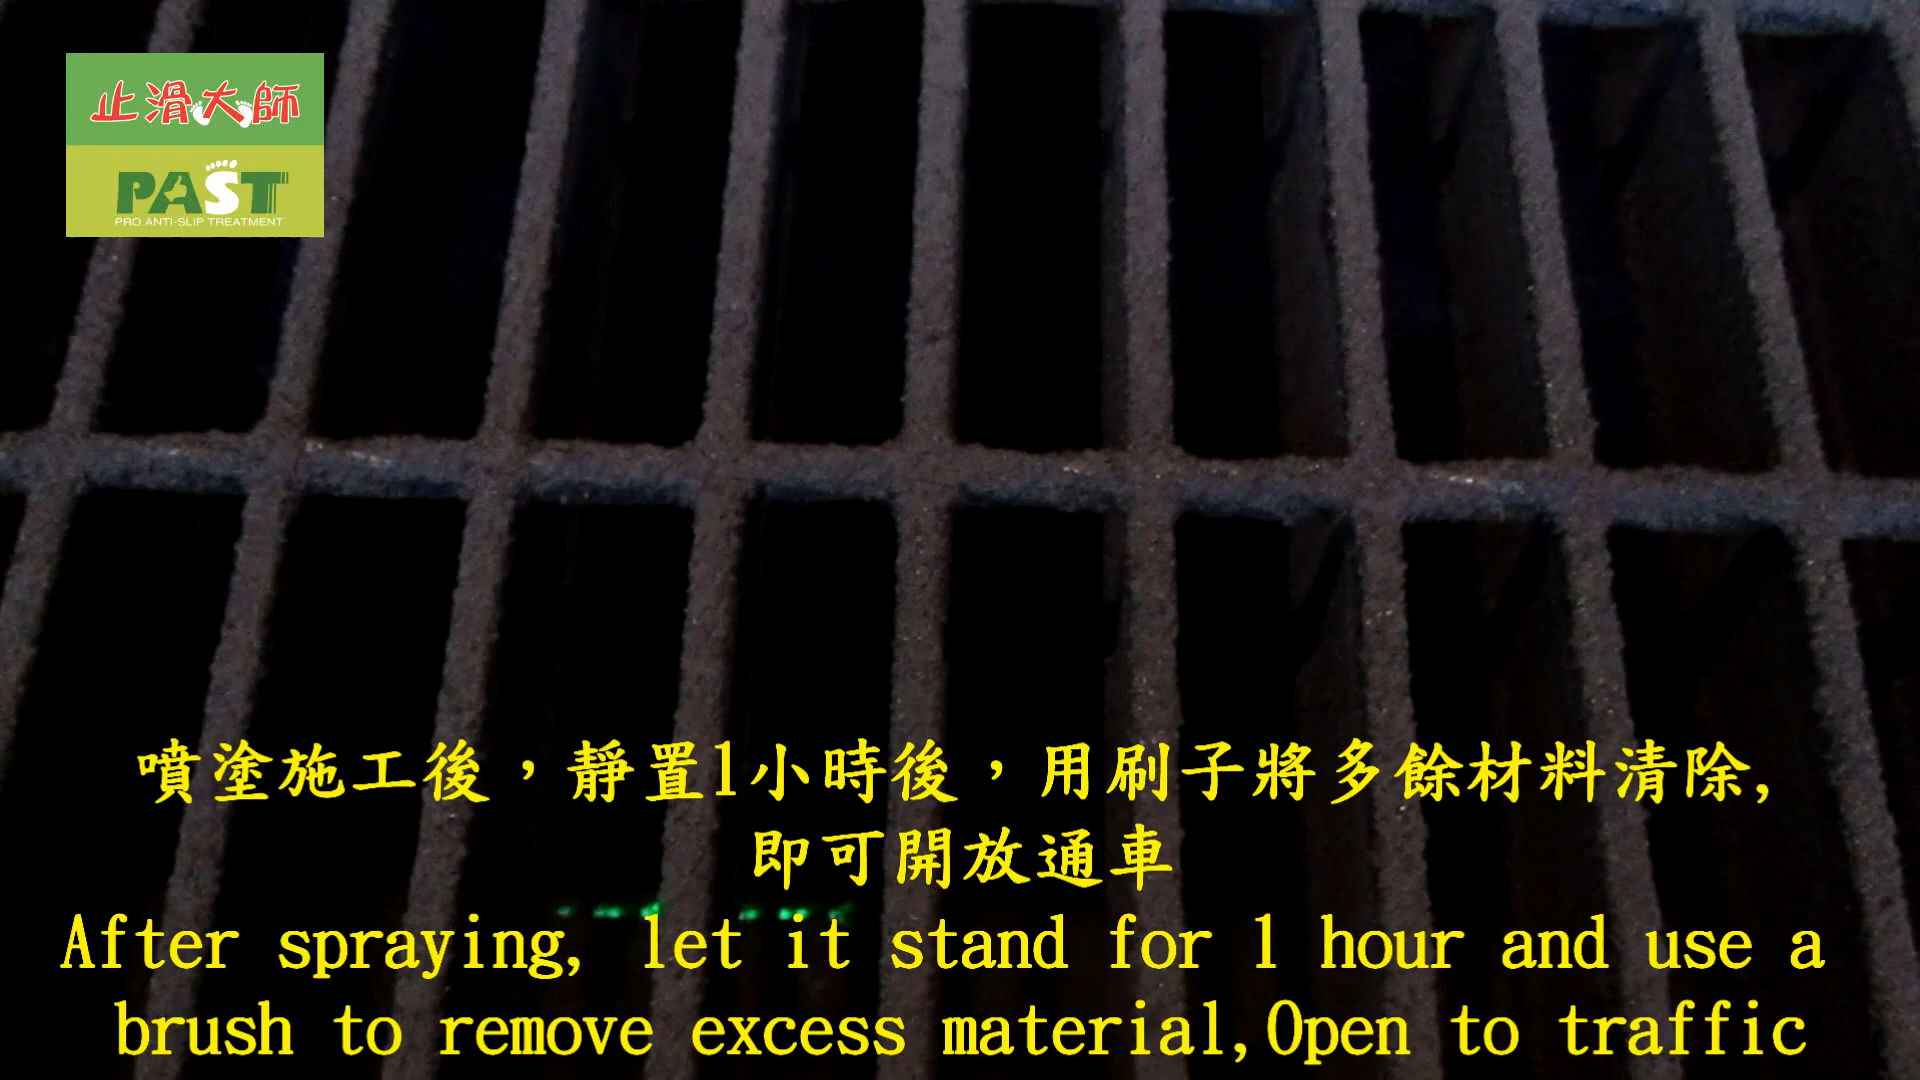 止滑大師
PAST
PRO ANTI-SLIP TREATMENT
噴塗施工後，靜置1小時後，用刷子將多餘材料清除,
即可開放通車
After spraying, let it stand for 1 hour and use a
brush to remove excess material,Open to traffic